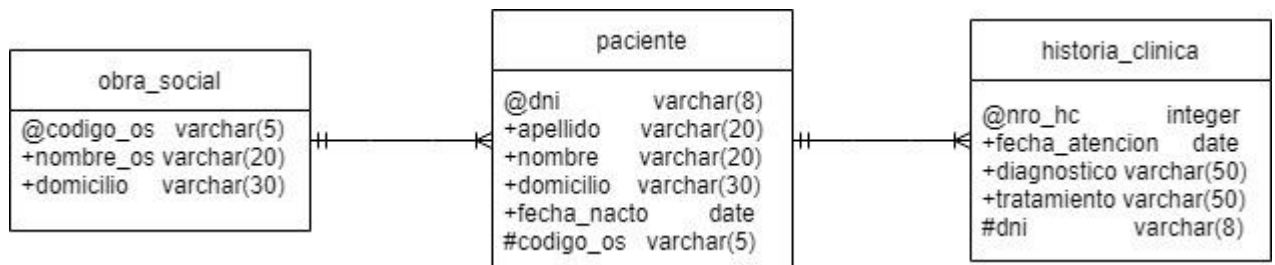 obra_social
@codigo_os varchar(5)
+nombre_os varchar(20)
+domicilio varchar(30)
paciente
@dni varchar(8)
+apellido varchar(20)
+nombre varchar(20)
+domicilio varchar(30)
+fecha_nacto date
#codigo_os varchar(5)
historia_clinica
@nro_hc integer
+fecha_atencion date
+diagnostico varchar(50)
+tratamiento varchar(50)
#dni varchar(8)